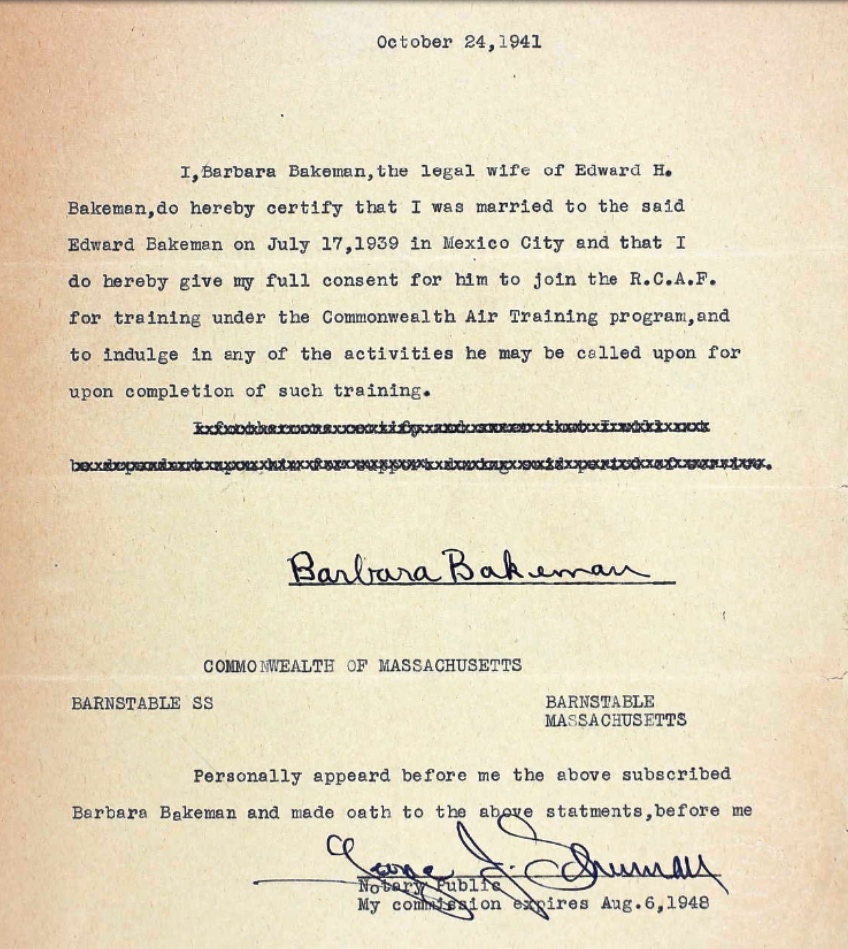 October 24,1941
I,Barbara Bakeman,the legal wife of Edward H.
Bakeman,do hereby certify that I was married to the said
Edward Bakeman on July 17,1939 in Mexico City and that I
do hereby give my full consent for him to join the R.C.A.F.
for training under the Commonwealth Air Training program,and
to indulge in any of the activities he may be called upon for
upon completion of such training.
Barbara Bakeman
COMMONWEALTH OF MASSACHUSETTS
BARNSTABLE SS
BARNSTABLE
MASSACHUSETTS
Personally appeard before me the above subscribed
Barbara Bakeman and made oath to the above statments,before me
Notary Public
My commission expires Aug.6,1948